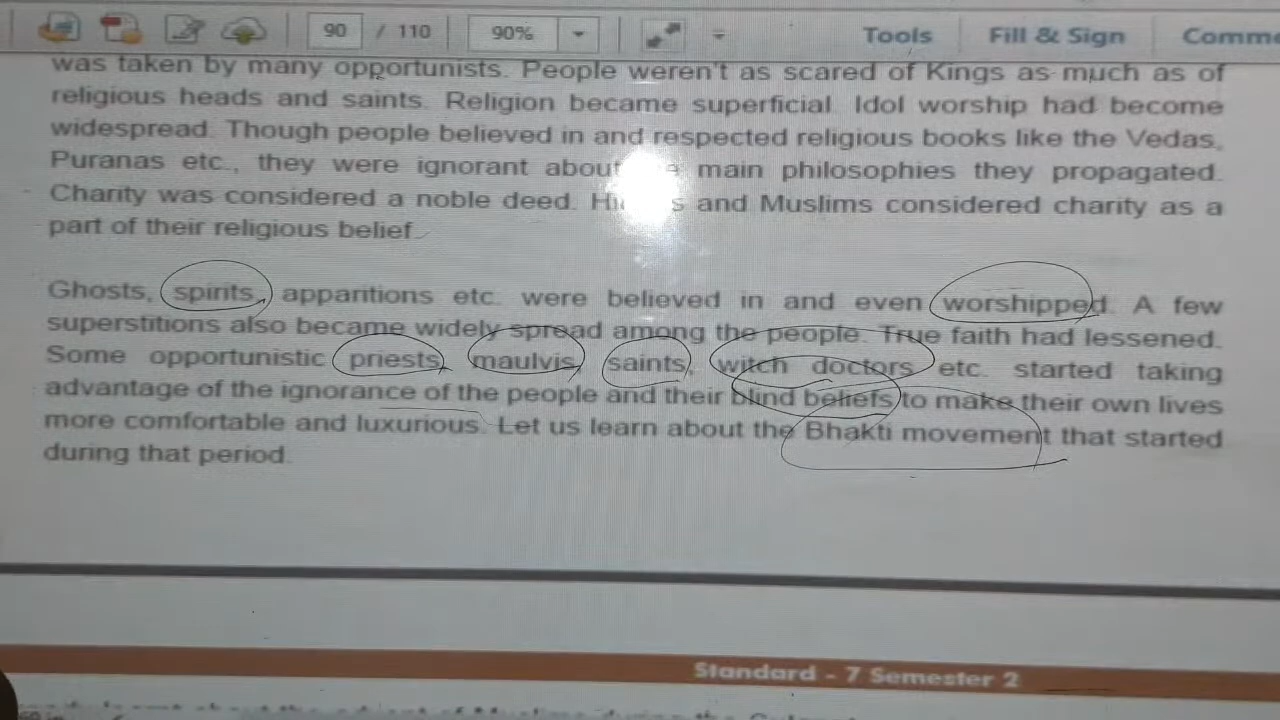 90 / 110 90% Tools Fill & Sign
was taken by many opportunists. People weren't as scared of Kings as much as of
religious heads and saints. Religion became superficial. Idol worship had become
widespread. Though people believed in and respected religious books like the Vedas,
Puranas etc., they were ignorant about main philosophies they propagated.
Charity was considered a noble deed. and Muslims considered charity as a
part of their religious belief.
Ghosts, spirits, apparitions etc. were believed in and even worshipped. A few
superstitions also became widely spread among the people. True faith had lessened.
Some opportunistic priests, maulvis, saints, witch doctors etc. started taking
advantage of the ignorance of the people and their blind beliefs to make their own lives
more comfortable and luxurious. Let us learn about the Bhakti movement that started
during that period.
Standard - 7 Semester 2